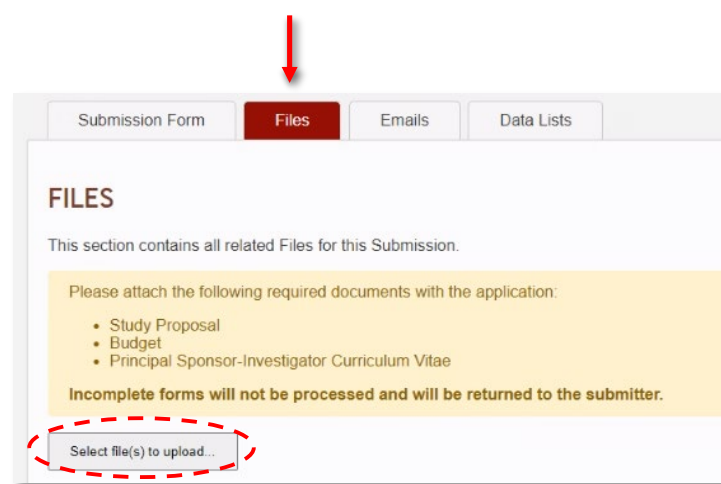 Submission Form Files Emails Data Lists
FILES
This section contains all related Files for this Submission.
Please attach the following required documents with the application:
• Study Proposal
• Budget
• Principal Sponsor-Investigator Curriculum Vitae
Incomplete forms will not be processed and will be returned to the submitter.
Select file(s) to upload...